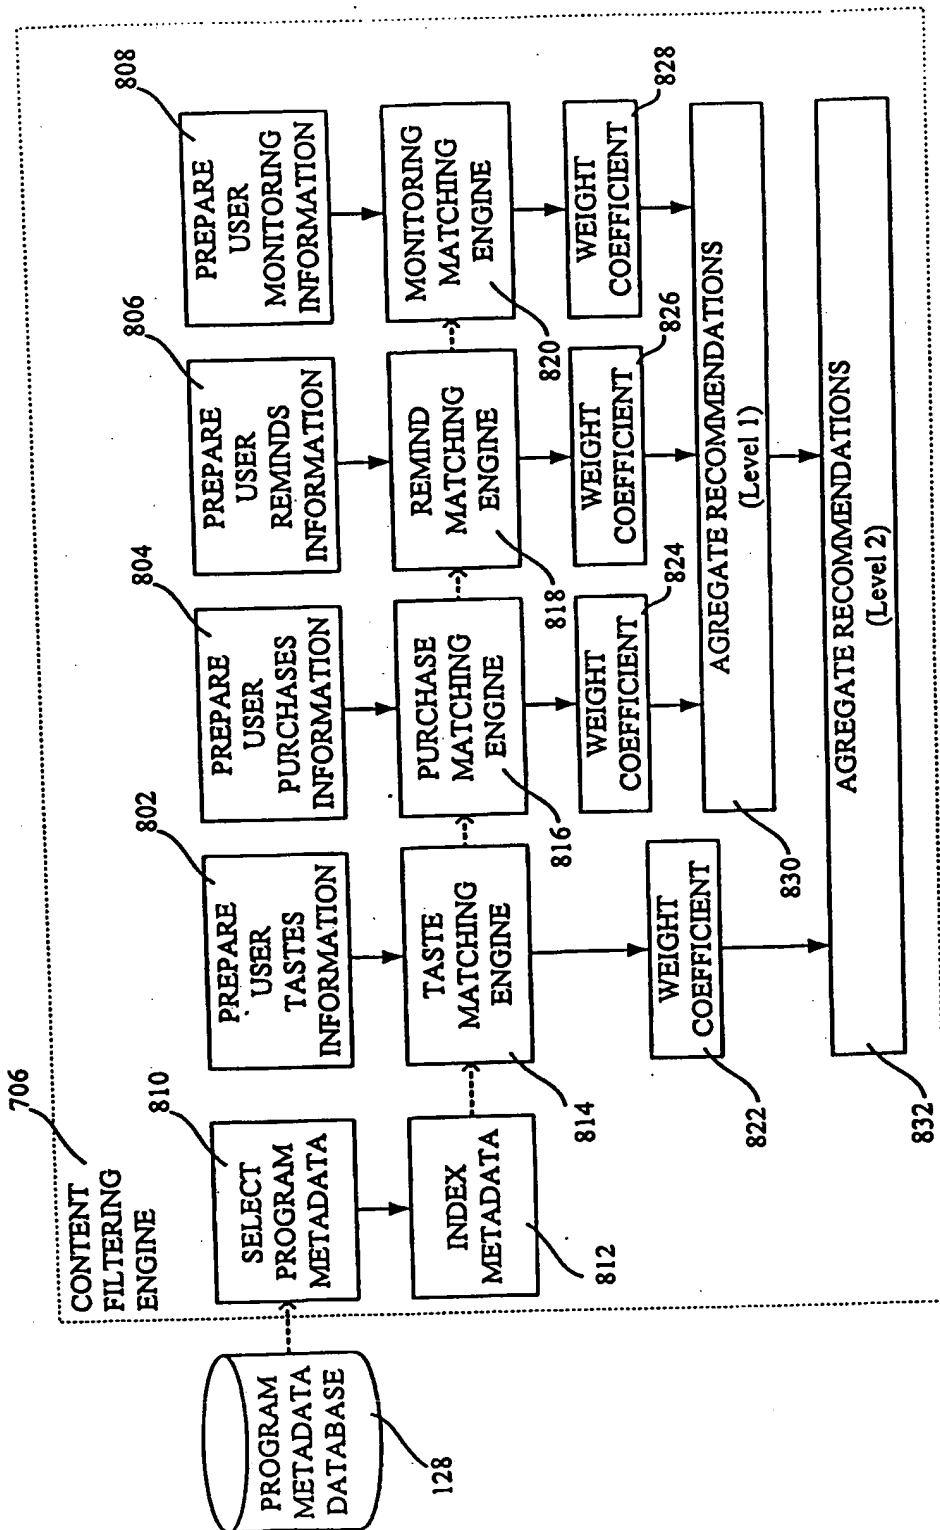 706
CONTENT
FILTERING
ENGINE
810
802
804
806
808
SELECT
PROGRAM
METADATA
PREPARE
USER
TASTES
INFORMATION
PREPARE
USER
PURCHASES
INFORMATION
PREPARE
USER
REMINDS
INFORMATION
PREPARE
USER
MONITORING
INFORMATION
PROGRAM
METADATA
DATABASE
128
INDEX
METADATA
812
TASTE
MATCHING
ENGINE
814
PURCHASE
MATCHING
ENGINE
816
REMIND
MATCHING
ENGINE
818
MONITORING
MATCHING
ENGINE
820
WEIGHT
COEFFICIENT
822
WEIGHT
COEFFICIENT
824
WEIGHT
COEFFICIENT
826
WEIGHT
COEFFICIENT
828
AGREGATE RECOMMENDATIONS
(Level 1)
830
AGREGATE RECOMMENDATIONS
(Level 2)
832